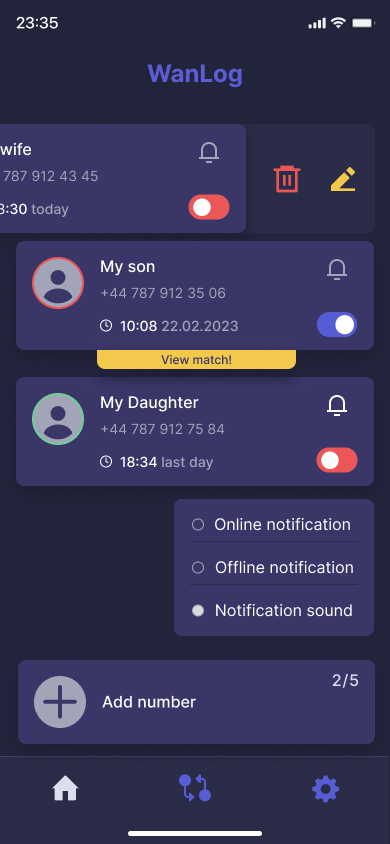 23:35
WanLog
wife
787 912 43 45
3:30 today
My son
+44 787 912 35 06
10:08 22.02.2023
View match!
My Daughter
+44 787 912 75 84
18:34 last day
Online notification
Offline notification
Notification sound
2/5
Add number